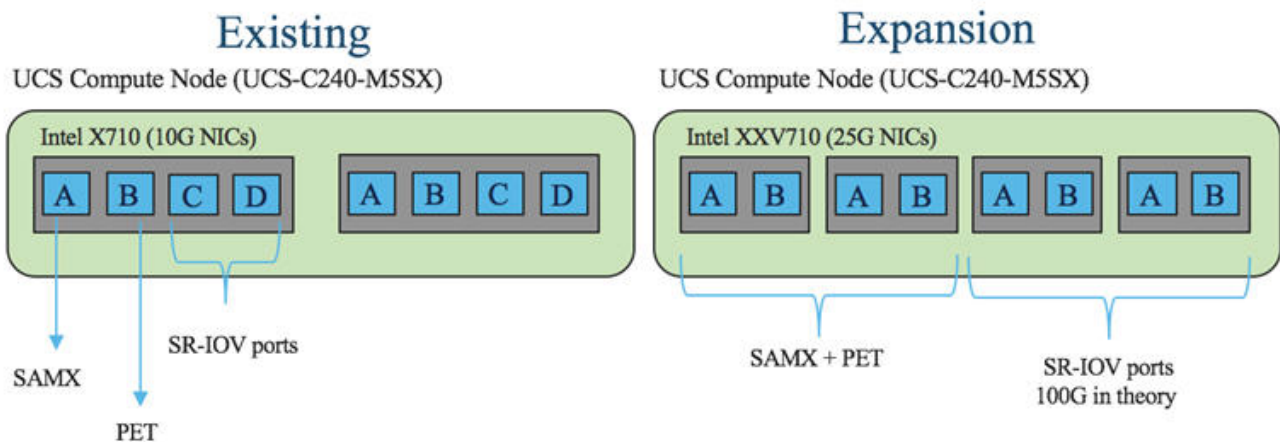 Existing
UCS Compute Node (UCS-C240-M5SX)
Intel X710 (10G NICs)
A B C D
A B C D
SR-IOV ports
SAMX
PET
Expansion
UCS Compute Node (UCS-C240-M5SX)
Intel XXV710 (25G NICs)
A B
A B
A B
A B
SAMX + PET
SR-IOV ports
100G in theory